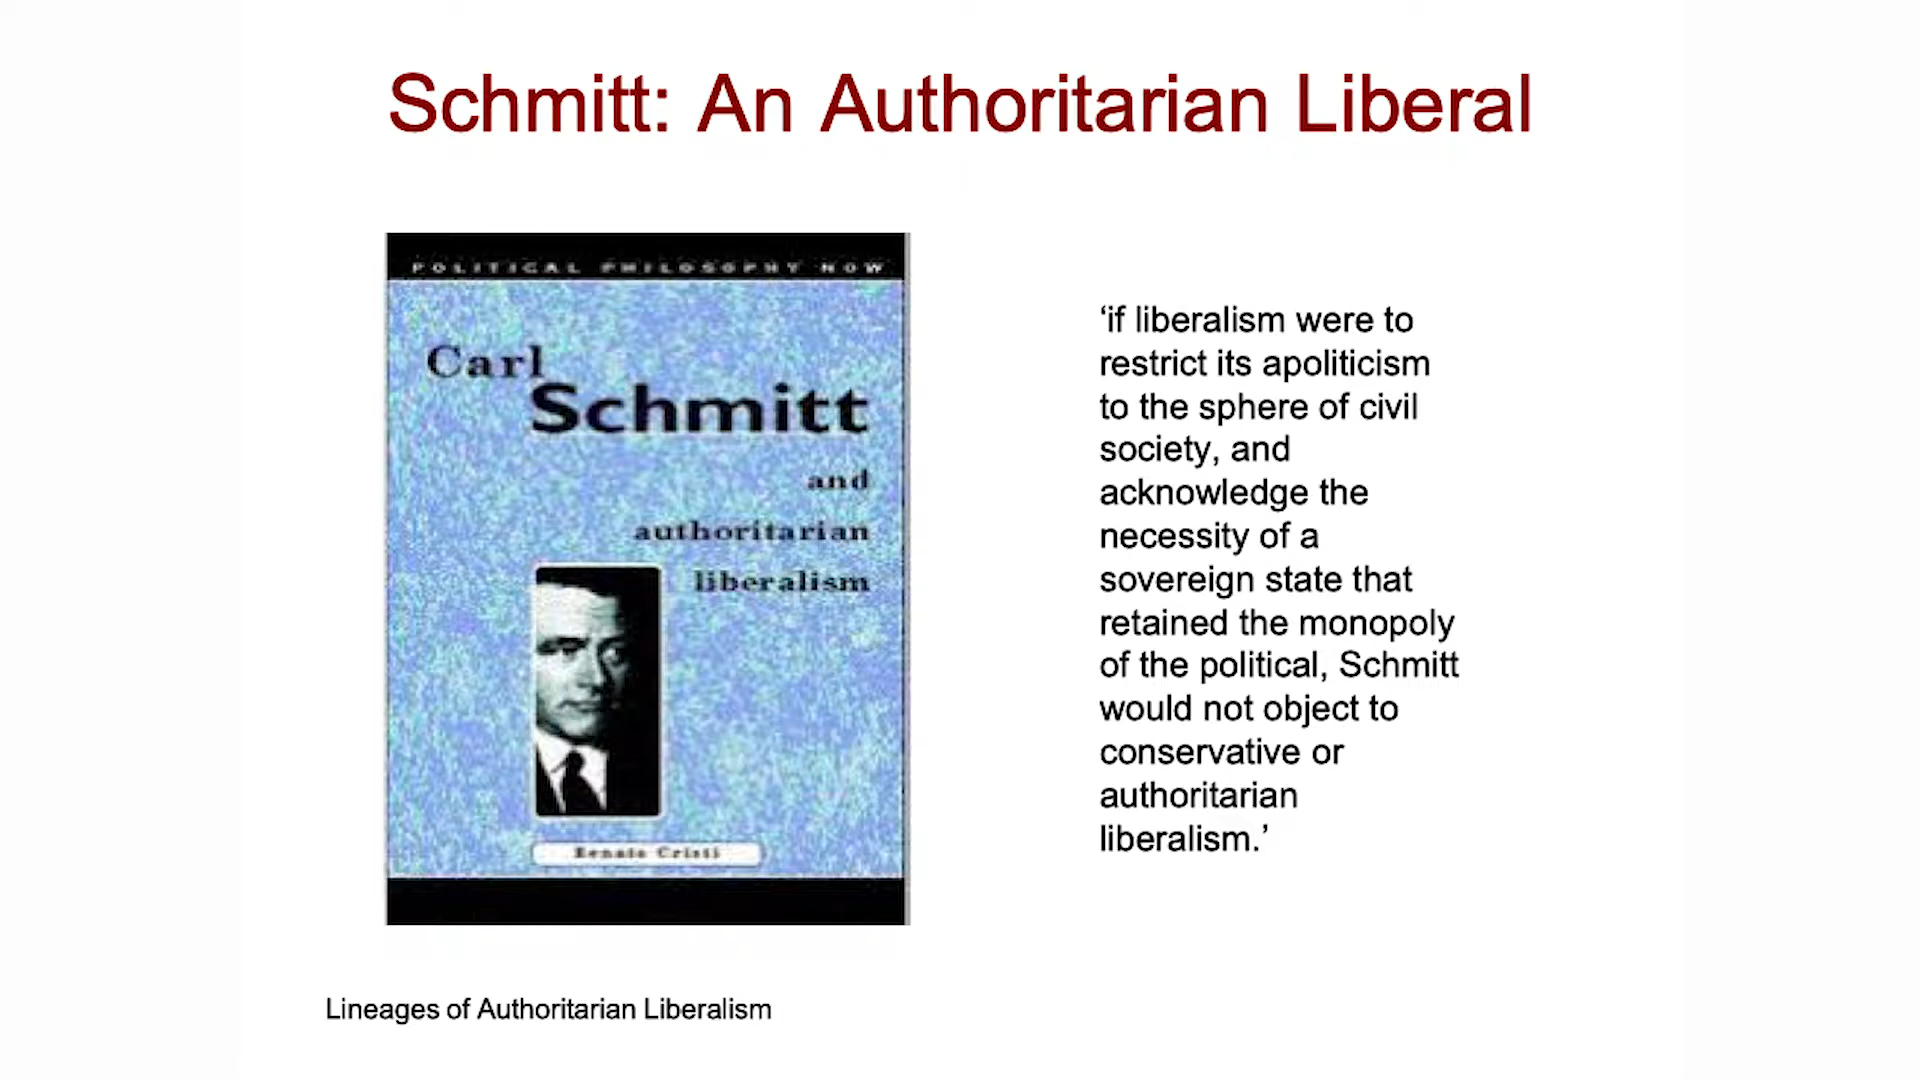 Schmitt: An Authoritarian Liberal
POLITICAL PHILOSOPHY NOW
Carl
Schmitt
and
authoritarian
liberalism
Renato Cristi
‘if liberalism were to
restrict its apoliticism
to the sphere of civil
society, and
acknowledge the
necessity of a
sovereign state that
retained the monopoly
of the political, Schmitt
would not object to
conservative or
authoritarian
liberalism.’
Lineages of Authoritarian Liberalism